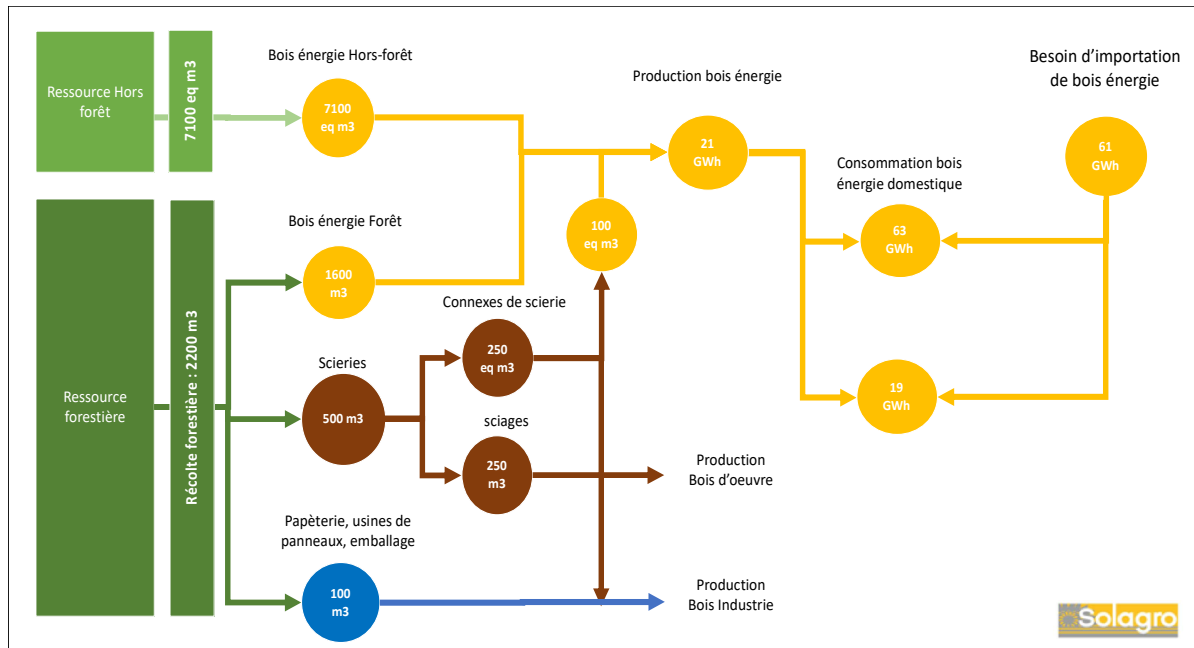 Ressource Hors
forêt
7100 eq m3
Bois énergie Hors-forêt
7100
eq m3
Production bois énergie
21
GWh
Besoin d'importation
de bois énergie
61
GWh
Consommation bois
énergie domestique
63
GWh
19
GWh
100
eq m3
Ressource
forestière
Récolte forestière : 2200 m3
Bois énergie Forêt
1600
m3
Connexes de scierie
250
eq m3
Scieries
500 m3
sciages
250
m3
Production
Bois d'oeuvre
Papèterie, usines de
panneaux, emballage
100
m3
Production
Bois Industrie
Solagro